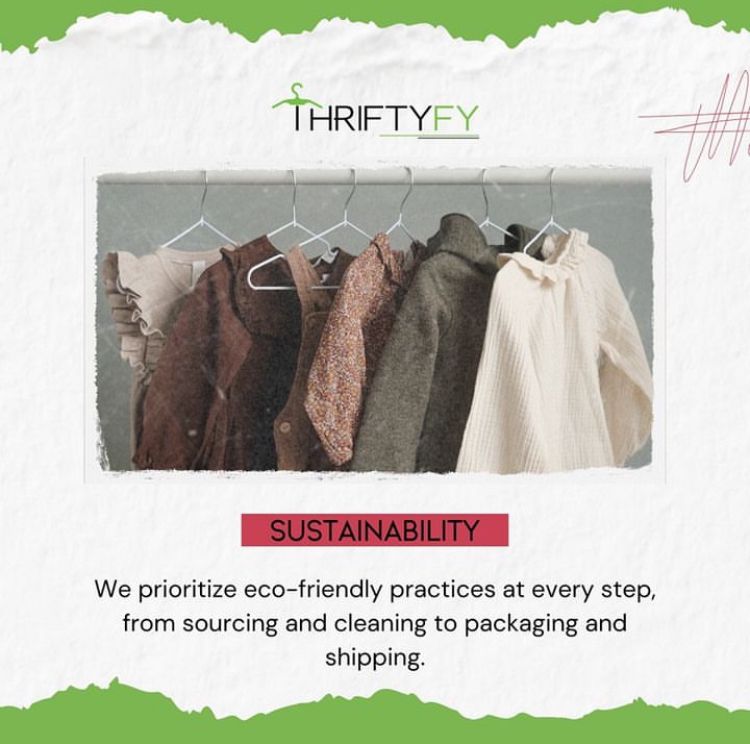 THRIFTYFY
SUSTAINABILITY
We prioritize eco-friendly practices at every step,
from sourcing and cleaning to packaging and
shipping.